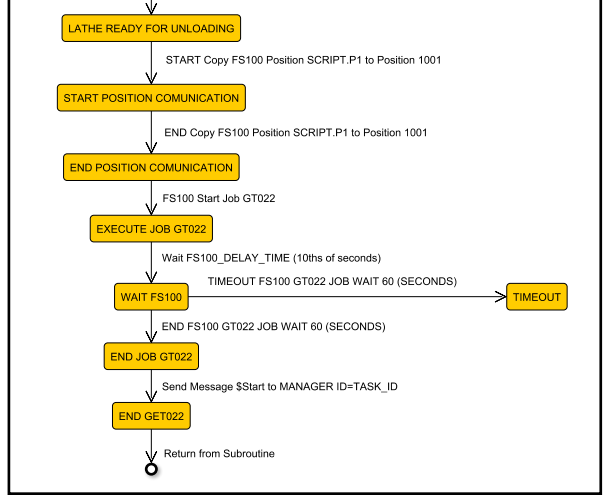 LATHE READY FOR UNLOADING
START Copy FS100 Position SCRIPT.P1 to Position 1001
START POSITION COMUNICATION
END Copy FS100 Position SCRIPT.P1 to Position 1001
END POSITION COMUNICATION
FS100 Start Job GT022
EXECUTE JOB GT022
Wait FS100_DELAY_TIME (10ths of seconds)
TIMEOUT FS100 GT022 JOB WAIT 60 (SECONDS)
WAIT FS100
TIMEOUT
END FS100 GT022 JOB WAIT 60 (SECONDS)
END JOB GT022
Send Message $Start to MANAGER ID=TASK_ID
END GET022
Return from Subroutine